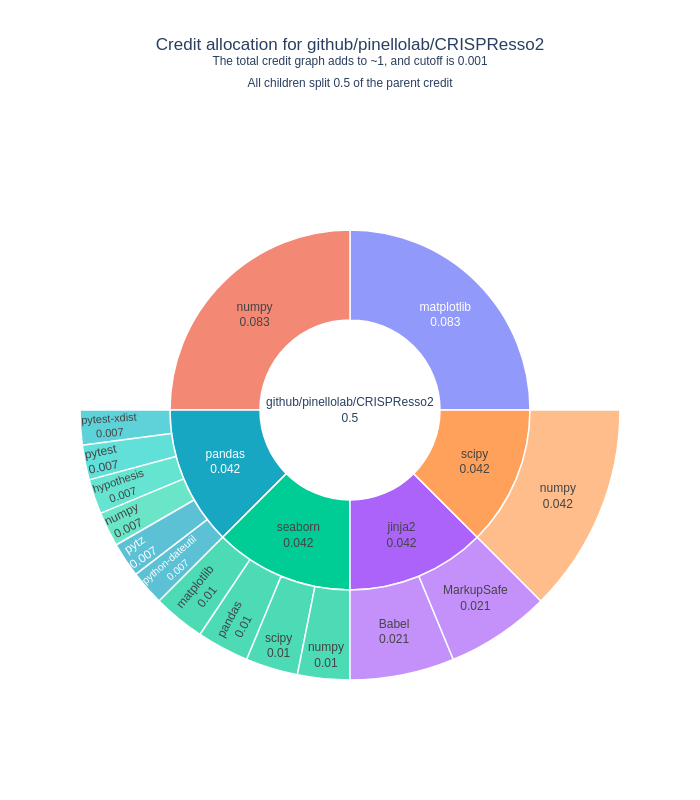 Credit allocation for github/pinellolab/CRISPResso2
The total credit graph adds to ~1, and cutoff is 0.001
All children split 0.5 of the parent credit
numpy
0.083
matplotlib
0.083
github/pinellolab/CRISPResso2
0.5
pandas
0.042
scipy
0.042
seaborn
0.042
jinja2
0.042
numpy
0.042
pytest-xdist
0.007
pytest
0.007
hypothesis
0.007
numpy
0.007
pytz
0.007
python-dateutil
0.007
matplotlib
0.01
pandas
0.01
scipy
0.01
numpy
0.01
Babel
0.021
MarkupSafe
0.021